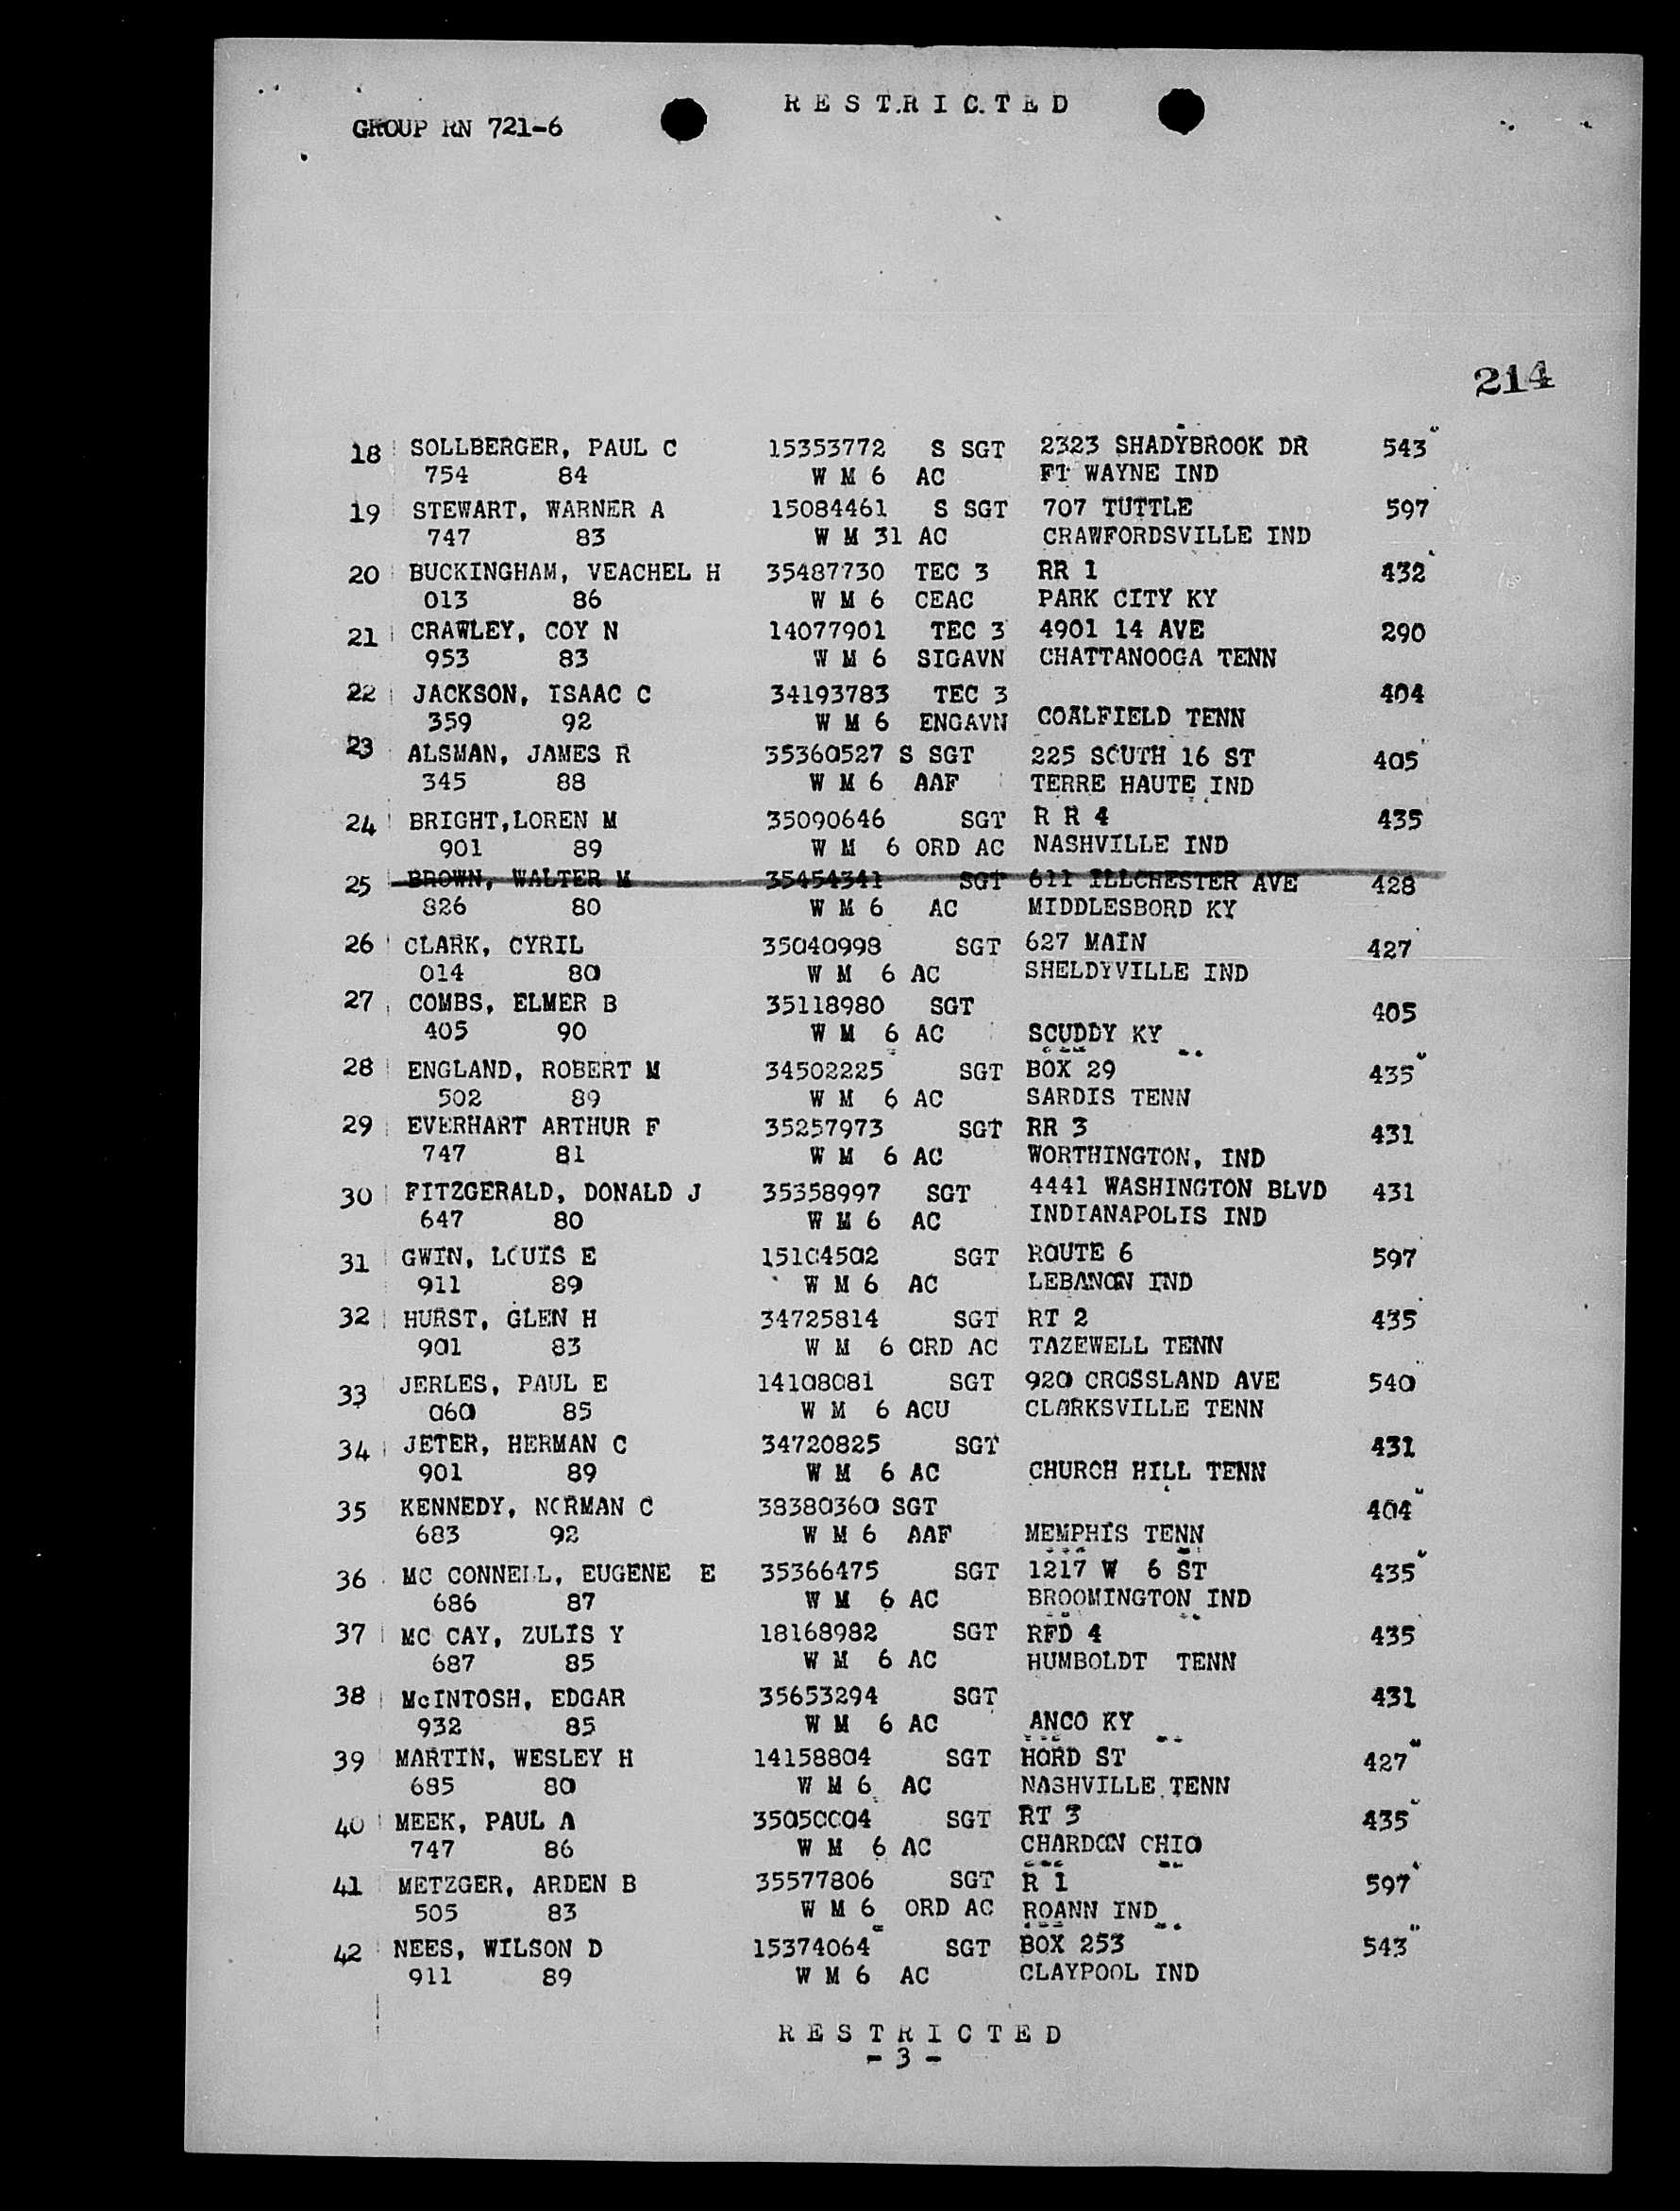 RESTRICTED
GROUP RN 721-6
214
18 SOLLBERGER, PAUL C 15353772 S SGT 2323 SHADYBROOK DR 543
754 84 W M 6 AC FT WAYNE IND
19 STEWART, WARNER A 15084461 S SGT 707 TUTTLE 597
747 83 W M 31 AC CRAWFORDSVILLE IND
20 BUCKINGHAM, VEACHEL H 35487730 TEC 3 RR 1 432
013 86 W M 6 CEAC PARK CITY KY
21 CRAWLEY, COY N 14077901 TEC 3 4901 14 AVE 290
953 83 W M 6 SIGAVN CHATTANOOGA TENN
22 JACKSON, ISAAC C 34193783 TEC 3 404
359 92 W M 6 ENGAVN COALFIELD TENN
23 ALSMAN, JAMES R 35360527 S SGT 225 SOUTH 16 ST 405
345 88 W M 6 AAF TERRE HAUTE IND
24 BRIGHT,LOREN M 35090646 SGT R R 4 435
901 89 W M 6 ORD AC NASHVILLE IND
25 BROWN, WALTER M 35454341 SGT 611 ILLCHESTER AVE 428
826 80 W M 6 AC MIDDLESBORD KY
26 CLARK, CYRIL 35040998 SGT 627 MAIN 427
014 80 W M 6 AC SHELDYVILLE IND
27 COMBS, ELMER B 35118980 SGT 405
405 90 W M 6 AC SCUDDY KY
28 ENGLAND, ROBERT M 34502225 SGT BOX 29 435
502 89 W M 6 AC SARDIS TENN
29 EVERHART ARTHUR F 35257973 SGT RR 3 431
747 81 W M 6 AC WORTHINGTON, IND
30 FITZGERALD, DONALD J 35358997 SGT 4441 WASHINGTON BLVD 431
647 80 W M 6 AC INDIANAPOLIS IND
31 GWIN, LOUIS E 15104502 SGT ROUTE 6 597
911 89 W M 6 AC LEBANON IND
32 HURST, GLEN H 34725814 SGT RT 2 435
901 83 W M 6 ORD AC TAZEWELL TENN
33 JERLES, PAUL E 14108081 SGT 920 CROSSLAND AVE 540
060 85 W M 6 ACU CLARKSVILLE TENN
34 JETER, HERMAN C 34720825 SGT 431
901 89 W M 6 AC CHURCH HILL TENN
35 KENNEDY, NORMAN C 38380360 SGT 404
683 92 W M 6 AAF MEMPHIS TENN
36 MC CONNELL, EUGENE E 35366475 SGT 1217 W 6 ST 435
686 87 W M 6 AC BROOMINGTON IND
37 MC CAY, ZULIS Y 18168982 SGT RFD 4 435
687 85 W M 6 AC HUMBOLDT TENN
38 McINTOSH, EDGAR 35653294 SGT 431
932 85 W M 6 AC ANCO KY
39 MARTIN, WESLEY H 14158804 SGT HORD ST 427
685 80 W M 6 AC NASHVILLE TENN
40 MEEK, PAUL A 35050004 SGT RT 3 435
747 86 W M 6 AC CHARDON OHIO
41 METZGER, ARDEN B 35577806 SGT R 1 597
505 83 W M 6 ORD AC ROANN IND
42 NEES, WILSON D 15374064 SGT BOX 253 543
911 89 W M 6 AC CLAYPOOL IND
RESTRICTED
- 3 -